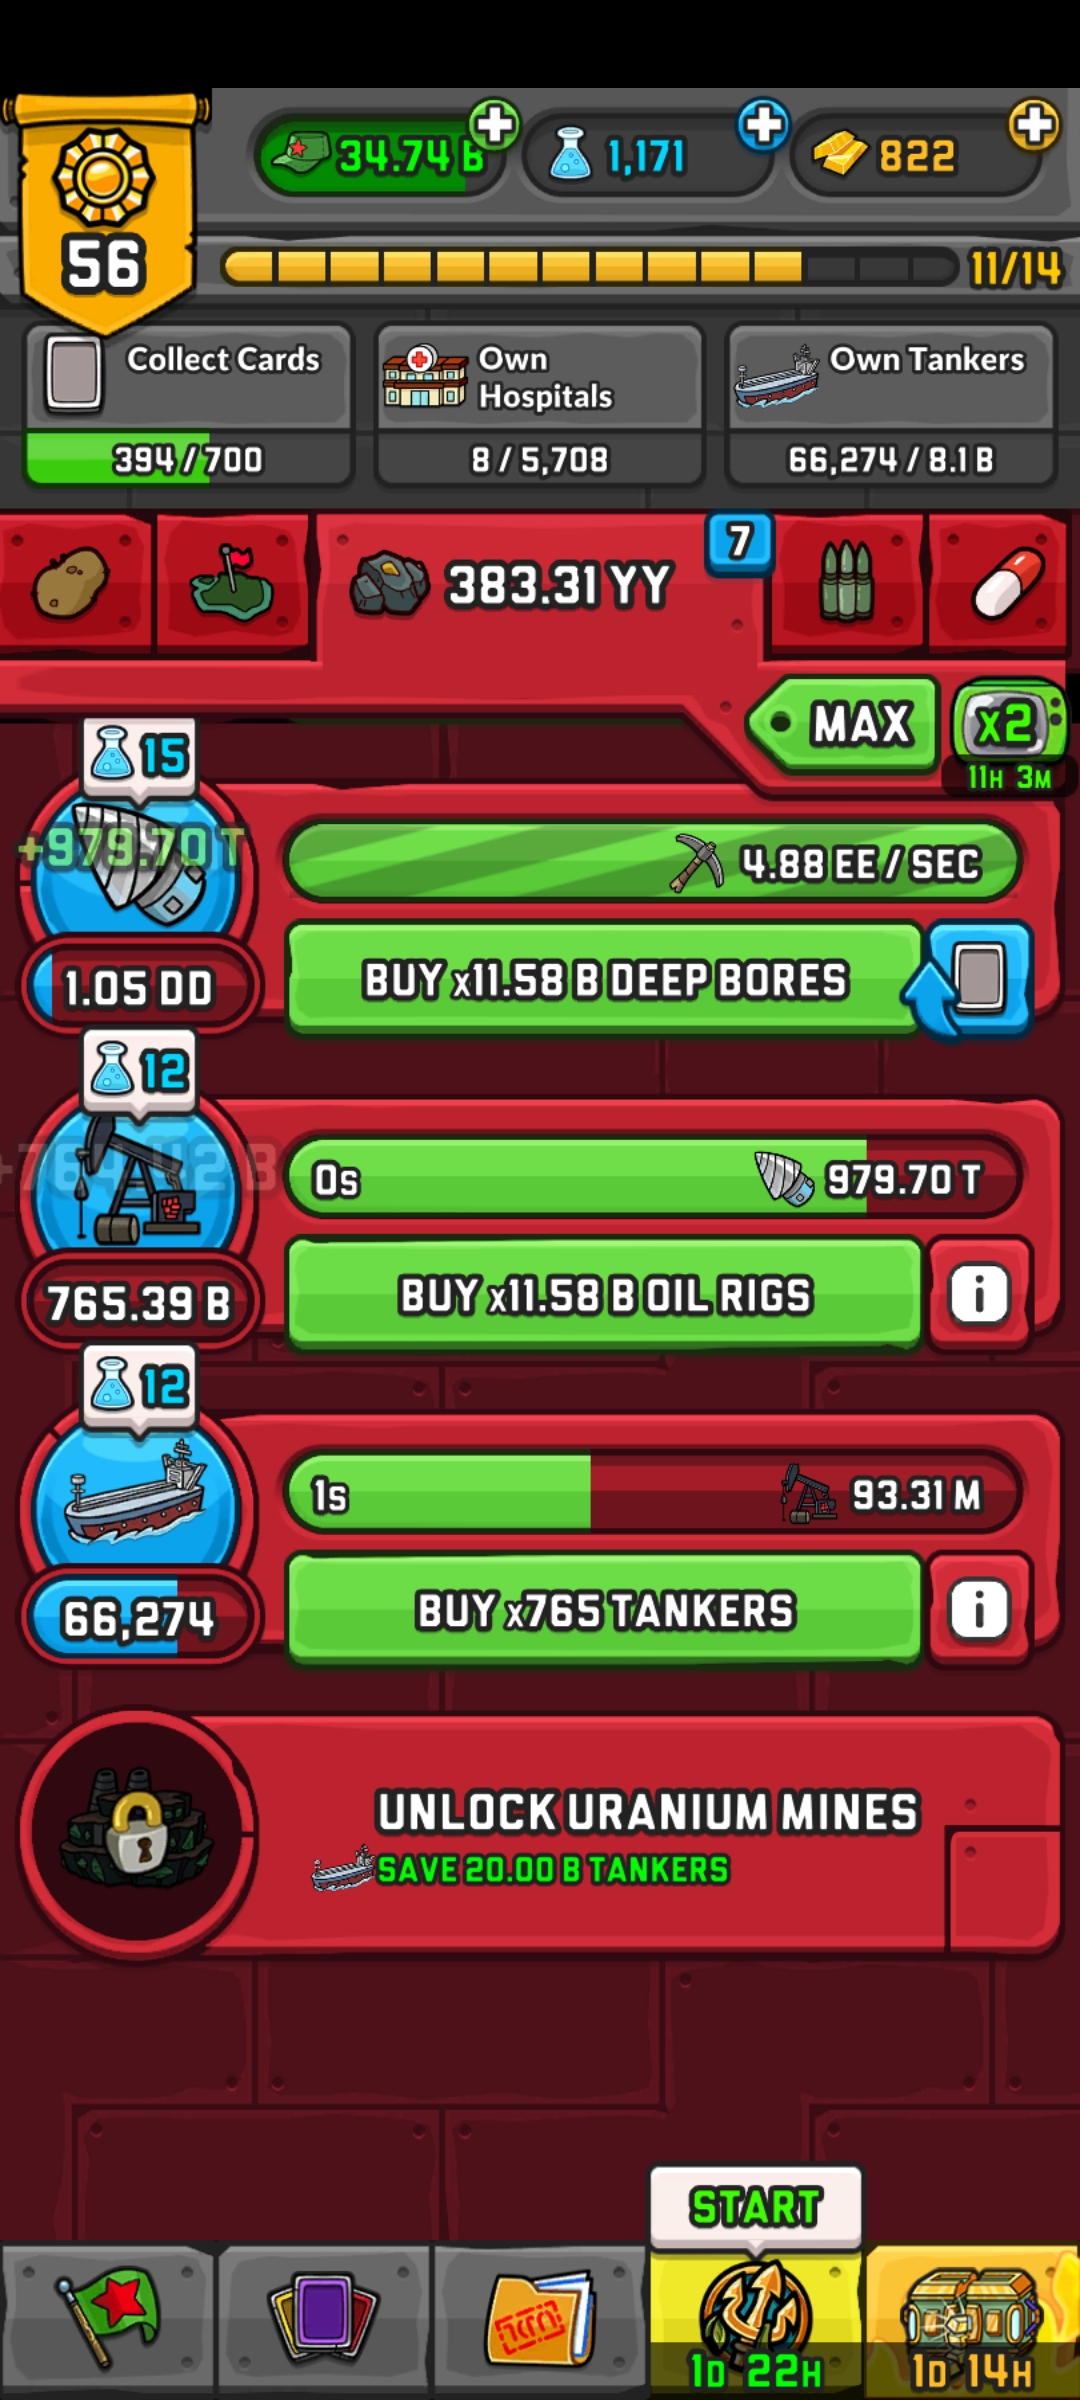 34.74 B
1,171
822
56
11/14
Collect Cards
394 / 700
Own
Hospitals
8 / 5,708
Own Tankers
66,274 / 8.1 B
383.31 YY
7
MAX
x2
11H 3M
15
+979.70 T
4.88 EE / SEC
1.05 DD
BUY x11.58 B DEEP BORES
12
0s
979.70 T
765.39 B
BUY x11.58 B OIL RIGS
i
12
1s
93.31 M
66,274
BUY x765 TANKERS
i
UNLOCK URANIUM MINES
SAVE 20.00 B TANKERS
START
1D 22H
1D 14H